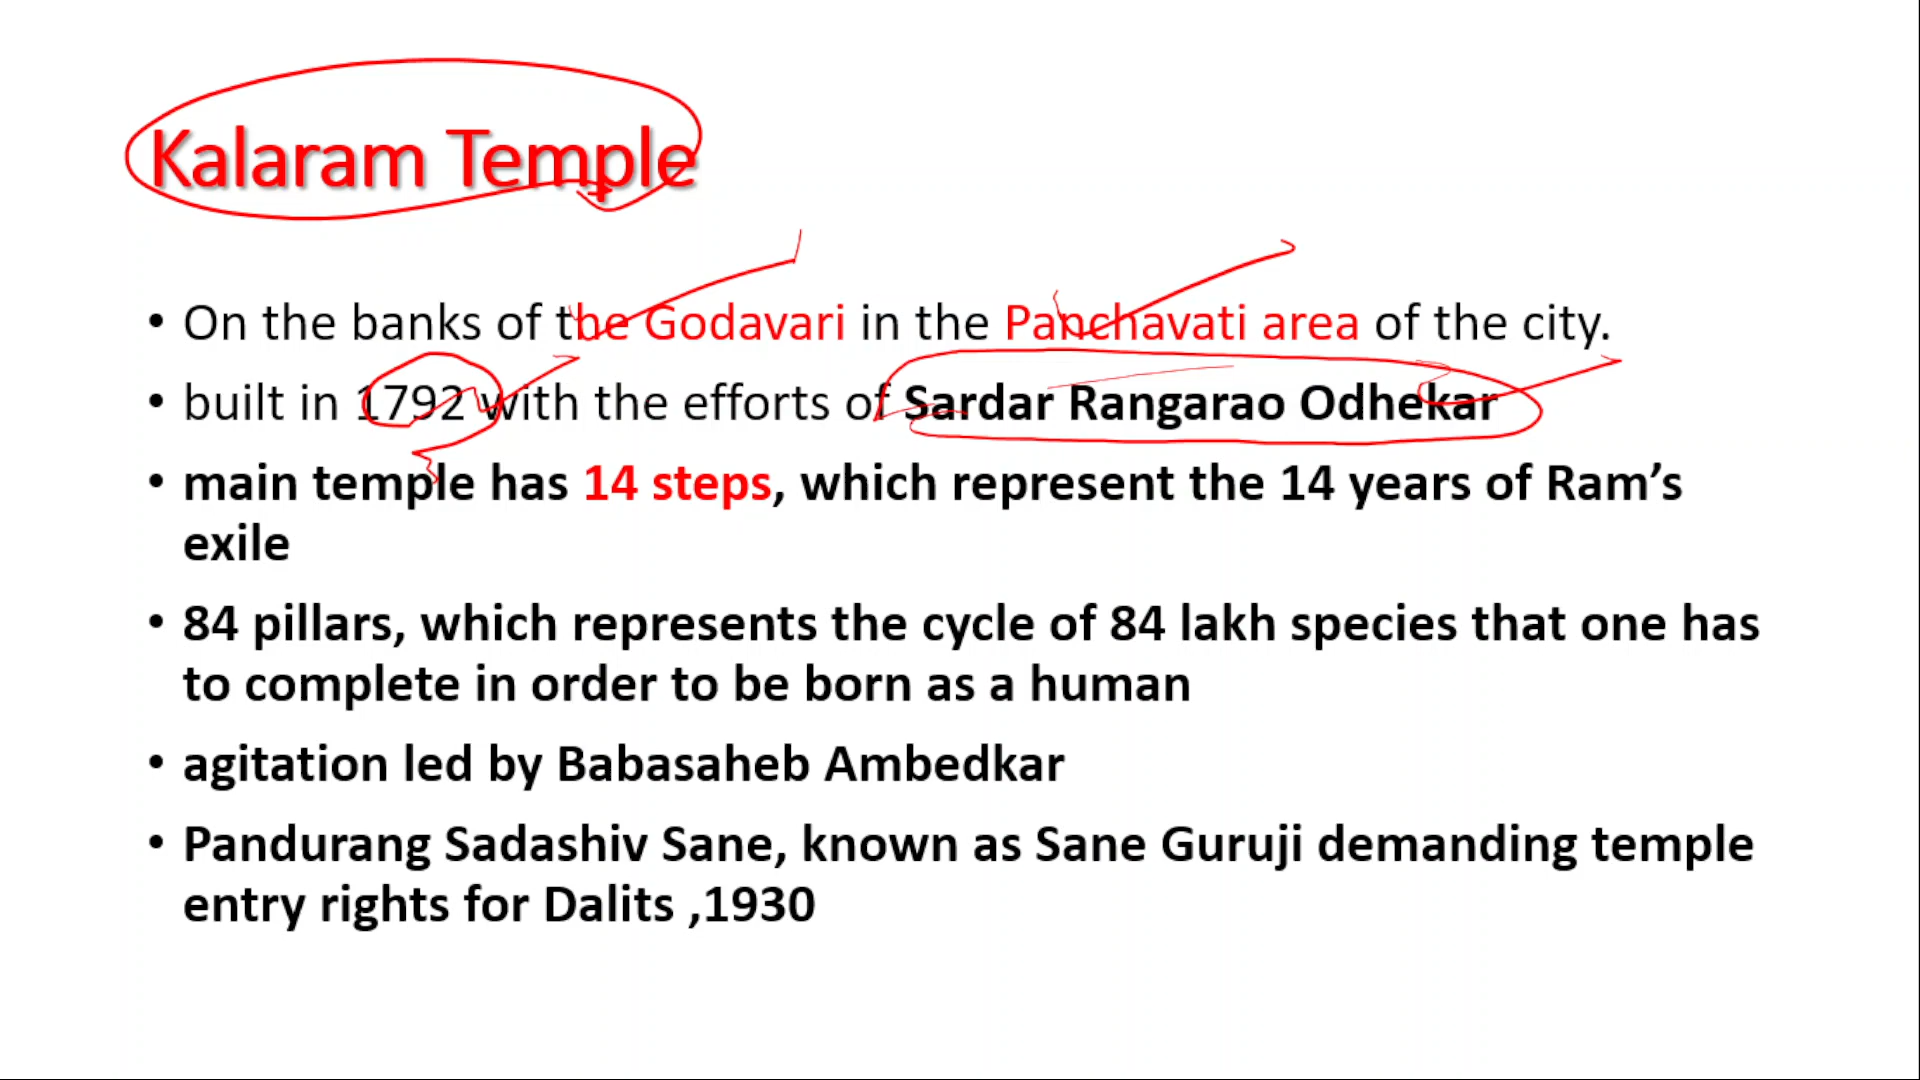 Kalaram Temple
• On the banks of the Godavari in the Panchavati area of the city.
• built in 1792 with the efforts of Sardar Rangarao Odhekar
• main temple has 14 steps, which represent the 14 years of Ram’s
exile
• 84 pillars, which represents the cycle of 84 lakh species that one has
to complete in order to be born as a human
• agitation led by Babasaheb Ambedkar
• Pandurang Sadashiv Sane, known as Sane Guruji demanding temple
entry rights for Dalits ,1930